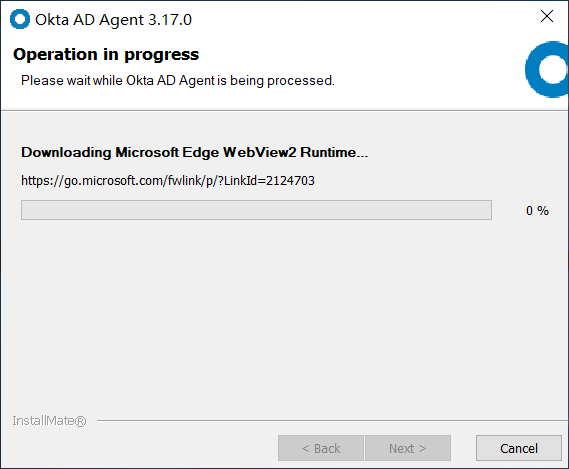 Okta AD Agent 3.17.0
Operation in progress
Please wait while Okta AD Agent is being processed.
Downloading Microsoft Edge WebView2 Runtime...
https://go.microsoft.com/fwlink/p/?LinkId=2124703
0 %
InstallMate®
< Back
Next >
Cancel